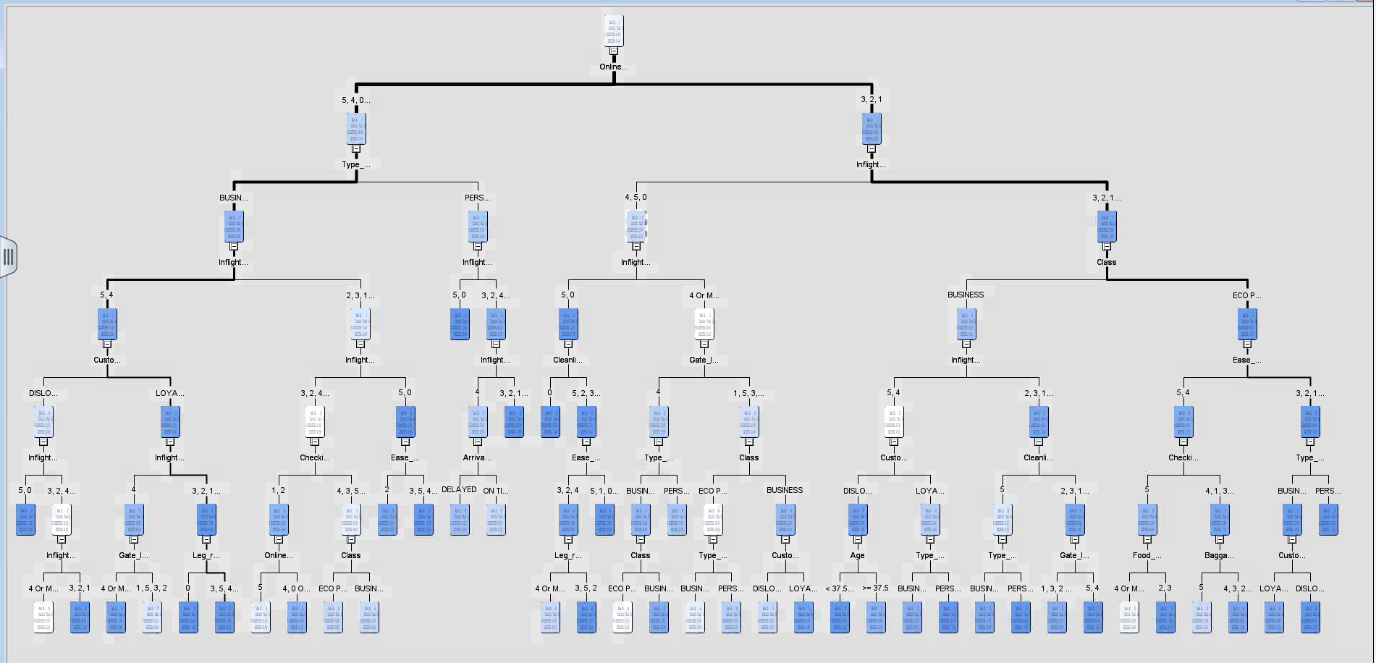 Online...
5, 4, 0... 3, 2, 1
Type_... Inflight...
BUSIN... PERS... 4, 5, 0 3, 2, 1...
Inflight... Inflight... Inflight... Class
5, 4 2, 3, 1... 5, 0 3, 2, 4... 5, 0 4 Or M... BUSINESS ECO P...
Custo... Inflight... Inflight... Cleanli... Gate_l... Inflight... Ease_...
DISLO... LOYA... 3, 2, 4... 5, 0 4 3, 2, 1... 0 5, 2, 3... 4 1, 5, 3,... 5, 4 2, 3, 1... 5, 4 3, 2, 1...
Inflight... Inflight... Checki... Ease_... Arriva... Ease_... Type_... Class Custo... Cleanli... Checki... Type_...
5, 0 3, 2, 4... 4 3, 2, 1... 1, 2 4, 3, 5... 2 3, 5, 4... DELAYED ON TI... 3, 2, 4 5, 1, 0... BUSIN... PERS... ECO P... BUSINESS DISLO... LOYA... 5 2, 3, 1... 5 4, 1, 3... BUSIN... PERS...
Inflight... Gate_l... Leg_r... Online... Class Leg_r... Class Type_... Custo... Age Type_... Type_... Gate_l... Food_... Bagga... Custo...
4 Or M... 3, 2, 1 4 Or M... 1, 5, 3, 2 0 3, 5, 4... 5 4, 0 O... ECO P... BUSIN... 4 Or M... 3, 5, 2 ECO P... BUSIN... BUSIN... PERS... DISLO... LOYA... < 37.5... >= 37.5 BUSIN... PERS... BUSIN... PERS... 1, 3, 2... 5, 4 4 Or M... 2, 3 5 4, 3, 2... LOYA... DISLO...